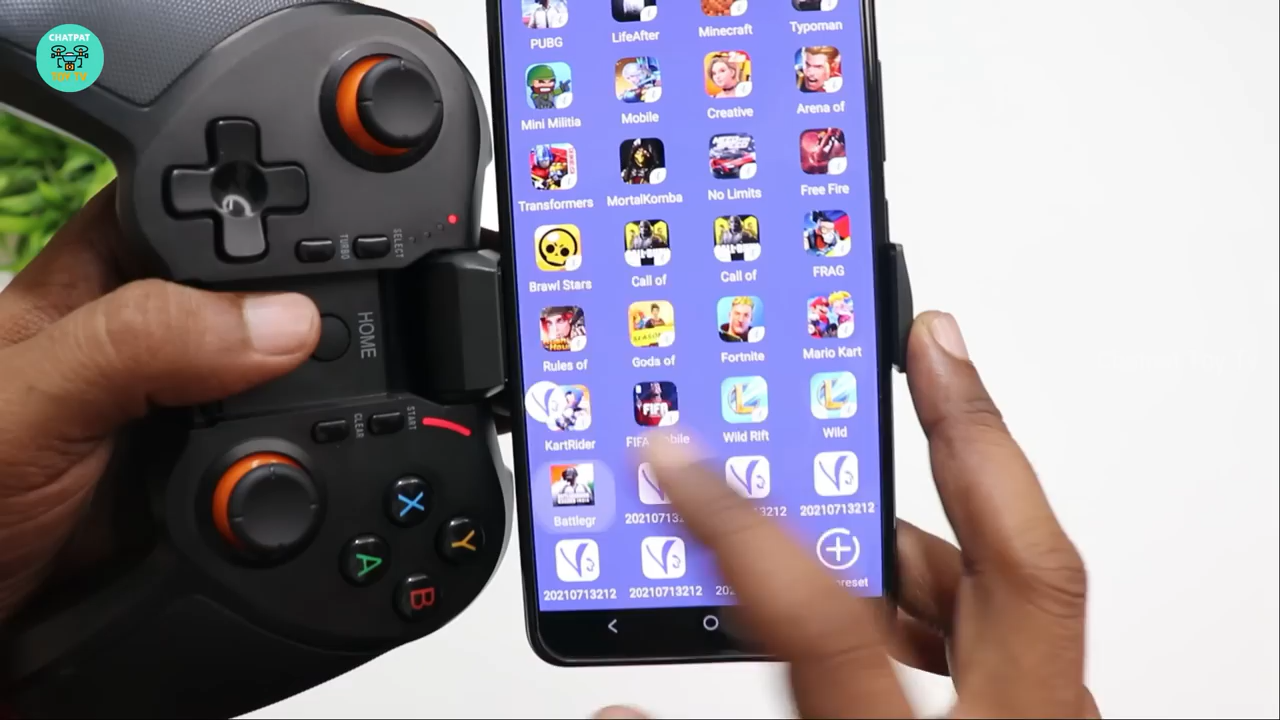 CHATPAT
TOY TV
PUBG
LifeAfter
Minecraft
Typoman
Mini Militia
Mobile
Creative
Arena of
Transformers
MortalKomba
No Limits
Free Fire
Brawl Stars
Call of
Call of
FRAG
Rules of
Gods of
Fortnite
Mario Kart
KartRider
FIFA Mobile
Wild Rift
Wild
Battlegr
20210713212
20210713212
20210713212
SELECT
TURBO
HOME
START
CLEAR
X
Y
A
B